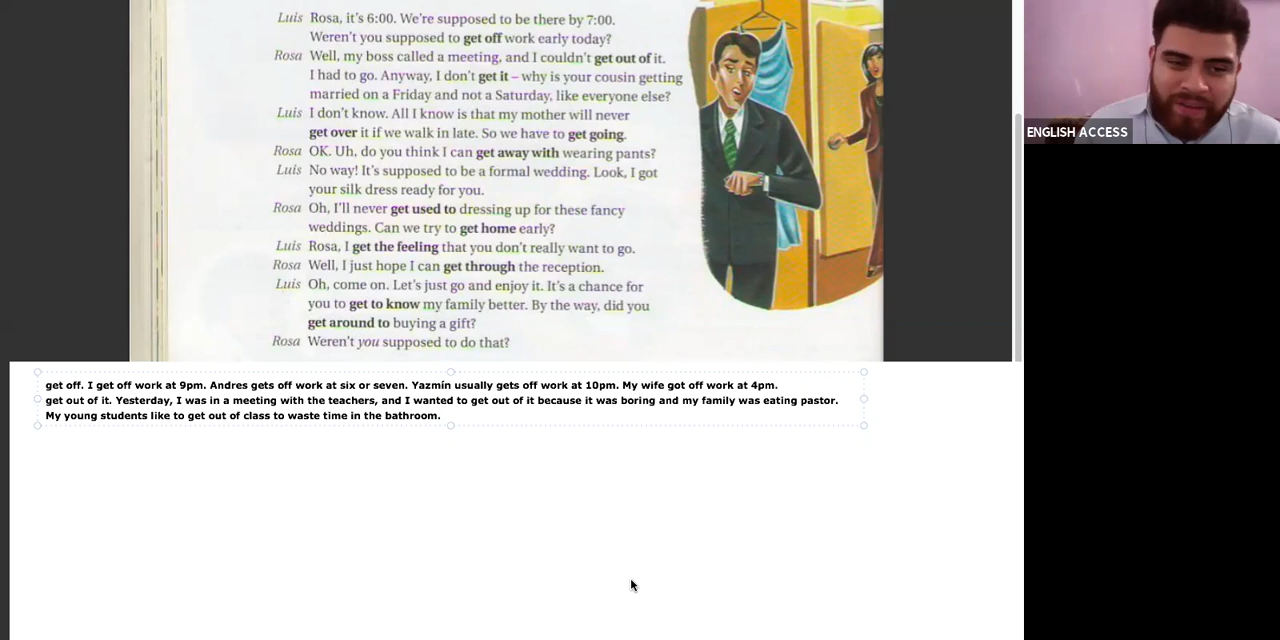 Luis Rosa, it's 6:00. We're supposed to be there by 7:00.
Weren't you supposed to get off work early today?
Rosa Well, my boss called a meeting, and I couldn't get out of it.
I had to go. Anyway, I don't get it – why is your cousin getting
married on a Friday and not a Saturday, like everyone else?
Luis I don't know. All I know is that my mother will never
get over it if we walk in late. So we have to get going.
Rosa OK. Uh, do you think I can get away with wearing pants?
Luis No way! It's supposed to be a formal wedding. Look, I got
your silk dress ready for you.
Rosa Oh, I'll never get used to dressing up for these fancy
weddings. Can we try to get home early?
Luis Rosa, I get the feeling that you don't really want to go.
Rosa Well, I just hope I can get through the reception.
Luis Oh, come on. Let's just go and enjoy it. It's a chance for
you to get to know my family better. By the way, did you
get around to buying a gift?
Rosa Weren't you supposed to do that?
ENGLISH ACCESS
get off. I get off work at 9pm. Andres gets off work at six or seven. Yazmín usually gets off work at 10pm. My wife got off work at 4pm.
get out of it. Yesterday, I was in a meeting with the teachers, and I wanted to get out of it because it was boring and my family was eating pastor.
My young students like to get out of class to waste time in the bathroom.